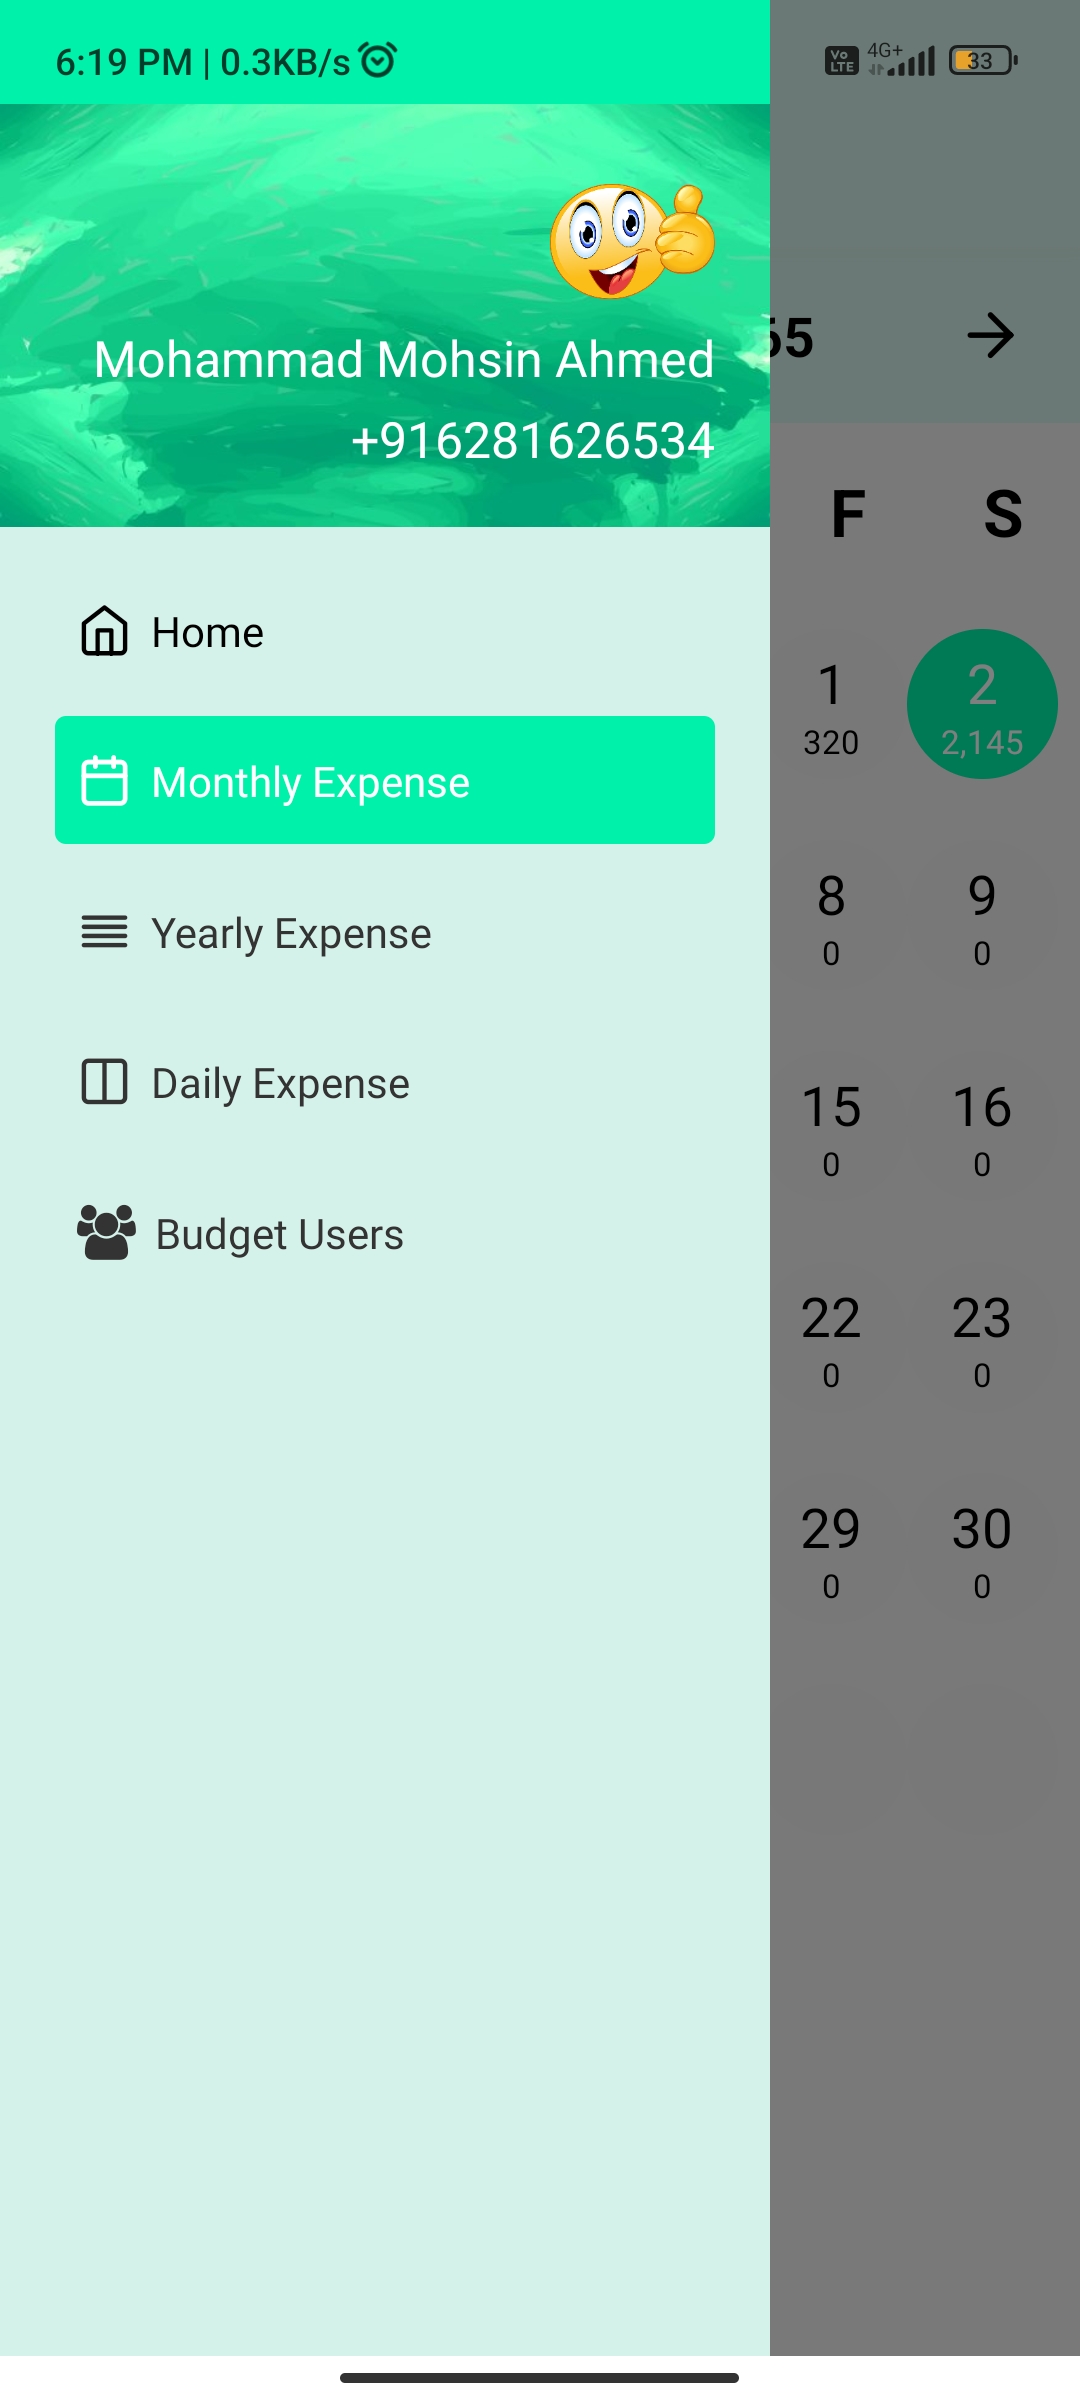 6:19 PM | 0.3KB/s
Vo LTE 4G+ 33
Mohammad Mohsin Ahmed
+916281626534
Home
Monthly Expense
Yearly Expense
Daily Expense
Budget Users
F S
1 2
320 2,145
8 9
0 0
15 16
0 0
22 23
0 0
29 30
0 0